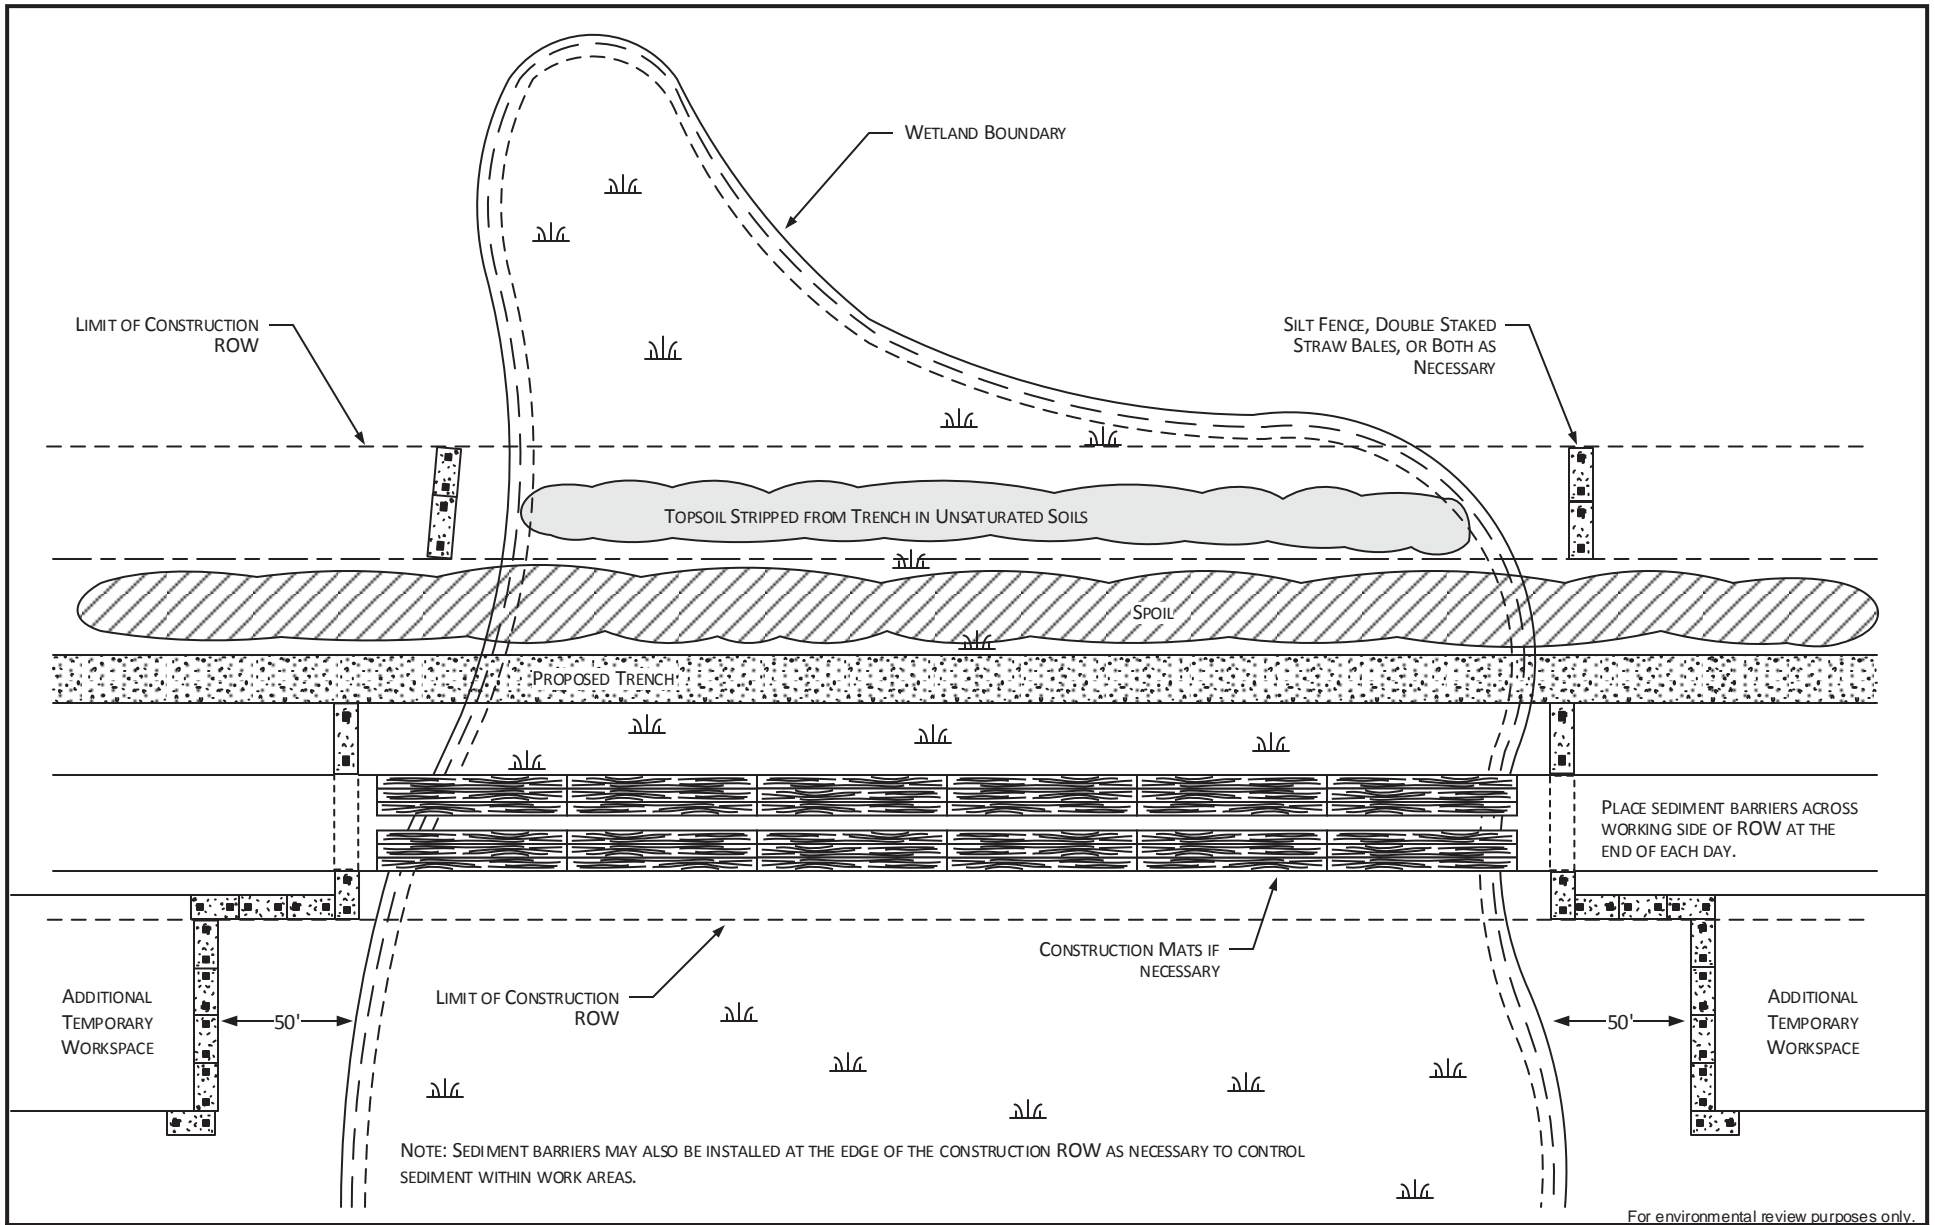 Wetland Boundary
Limit of Construction
ROW
Silt Fence, Double Staked
Straw Bales, or Both as
Necessary
Topsoil Stripped from Trench in Unsaturated Soils
Spoil
Proposed Trench
Place sediment barriers across
working side of ROW at the
end of each day.
Construction Mats if
necessary
Limit of Construction
ROW
Additional
Temporary
Workspace
50'
50'
Additional
Temporary
Workspace
Note: Sediment barriers may also be installed at the edge of the construction ROW as necessary to control
sediment within work areas.
For environmental review purposes only.